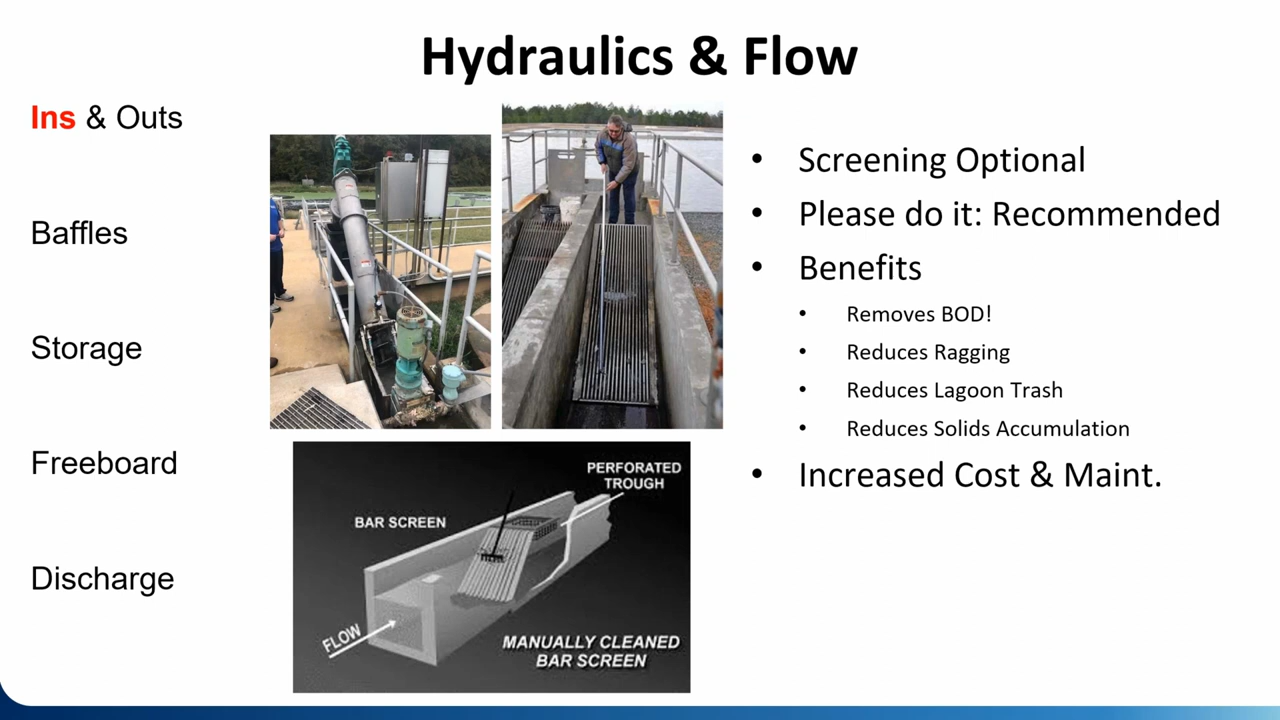 Hydraulics & Flow
Ins & Outs
Baffles
Storage
Freeboard
Discharge
PERFORATED
TROUGH
BAR SCREEN
FLOW
MANUALLY CLEANED
BAR SCREEN
• Screening Optional
• Please do it: Recommended
• Benefits
• Removes BOD!
• Reduces Ragging
• Reduces Lagoon Trash
• Reduces Solids Accumulation
• Increased Cost & Maint.